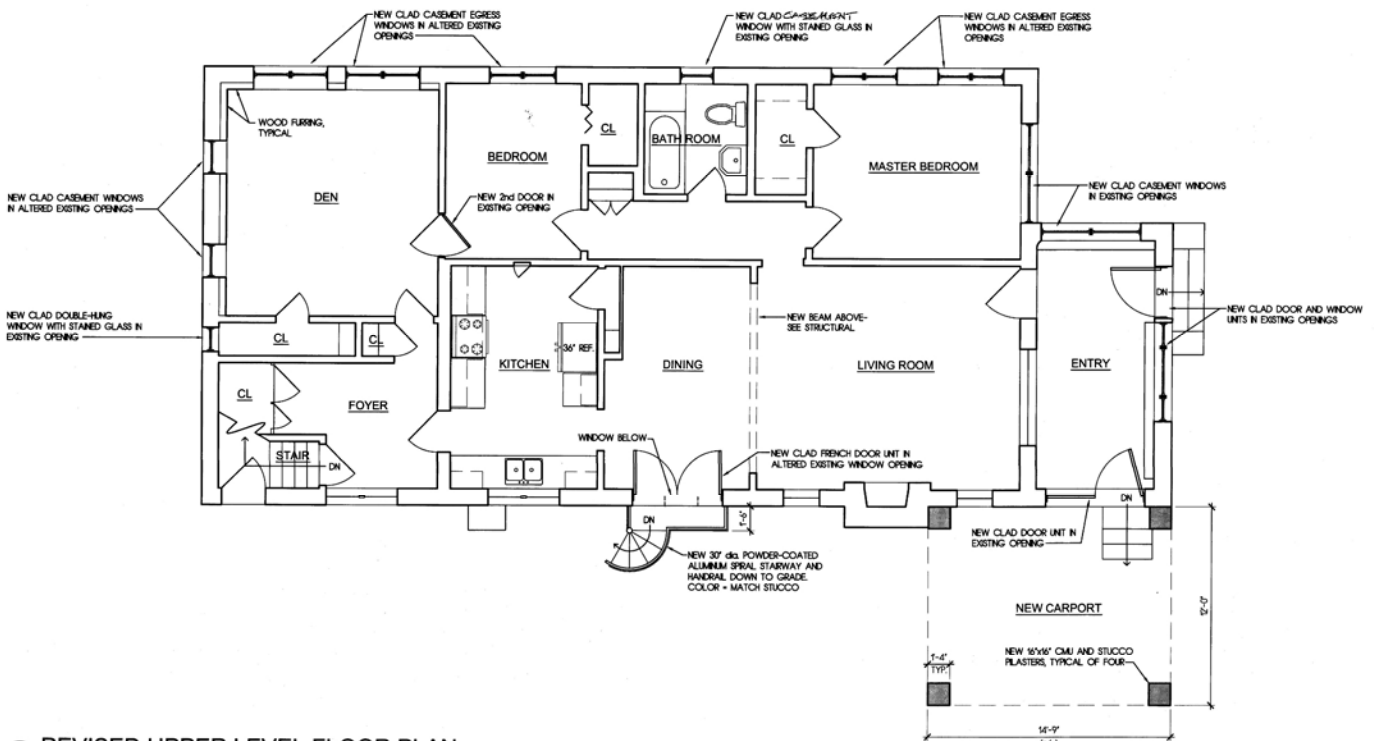 NEW CLAD CASEMENT EGRESS
WINDOWS IN ALTERED EXISTING
OPENINGS
NEW CLAD CASEMENT
WINDOW WITH STAINED GLASS IN
EXISTING OPENING
NEW CLAD CASEMENT EGRESS
WINDOWS IN ALTERED EXISTING
OPENINGS
WOOD FURRING,
TYPICAL
CL
BATH ROOM
CL
BEDROOM
MASTER BEDROOM
NEW CLAD CASEMENT WINDOWS
IN ALTERED EXISTING OPENINGS
DEN
NEW 2nd DOOR IN
EXISTING OPENING
NEW CLAD CASEMENT WINDOWS
IN EXISTING OPENINGS
DN
NEW CLAD DOUBLE-HUNG
WINDOW WITH STAINED GLASS IN
EXISTING OPENING
NEW BEAM ABOVE-
SEE STRUCTURAL
NEW CLAD DOOR AND WINDOW
UNITS IN EXISTING OPENINGS
CL
CL
36" REF.
KITCHEN
DINING
LIVING ROOM
ENTRY
CL
FOYER
WINDOW BELOW
STAIR
DN
NEW CLAD FRENCH DOOR UNIT IN
ALTERED EXISTING WINDOW OPENING
DN
DN
1'-6"
NEW CLAD DOOR UNIT IN
EXISTING OPENING
NEW 30" dia. POWDER-COATED
ALUMINUM SPIRAL STAIRWAY AND
HANDRAIL DOWN TO GRADE.
COLOR = MATCH STUCCO
NEW CARPORT
12'-0"
NEW 16"x16" CMU AND STUCCO
PILASTERS, TYPICAL OF FOUR
1'-4"
TYP.
14'-9"
REVISED UPPER LEVEL FLOOR PLAN